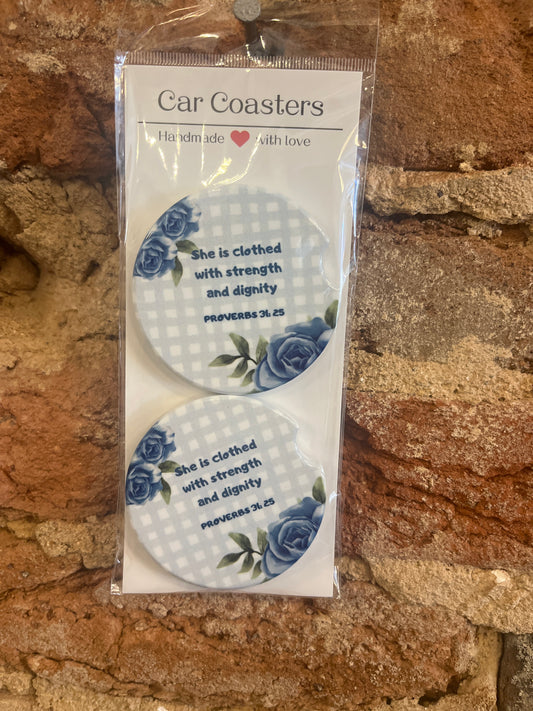 Car Coasters
Handmade ❤ with love
She is clothed
with strength
and dignity
PROVERBS 31: 25
She is clothed
with strength
and dignity
PROVERBS 31: 25